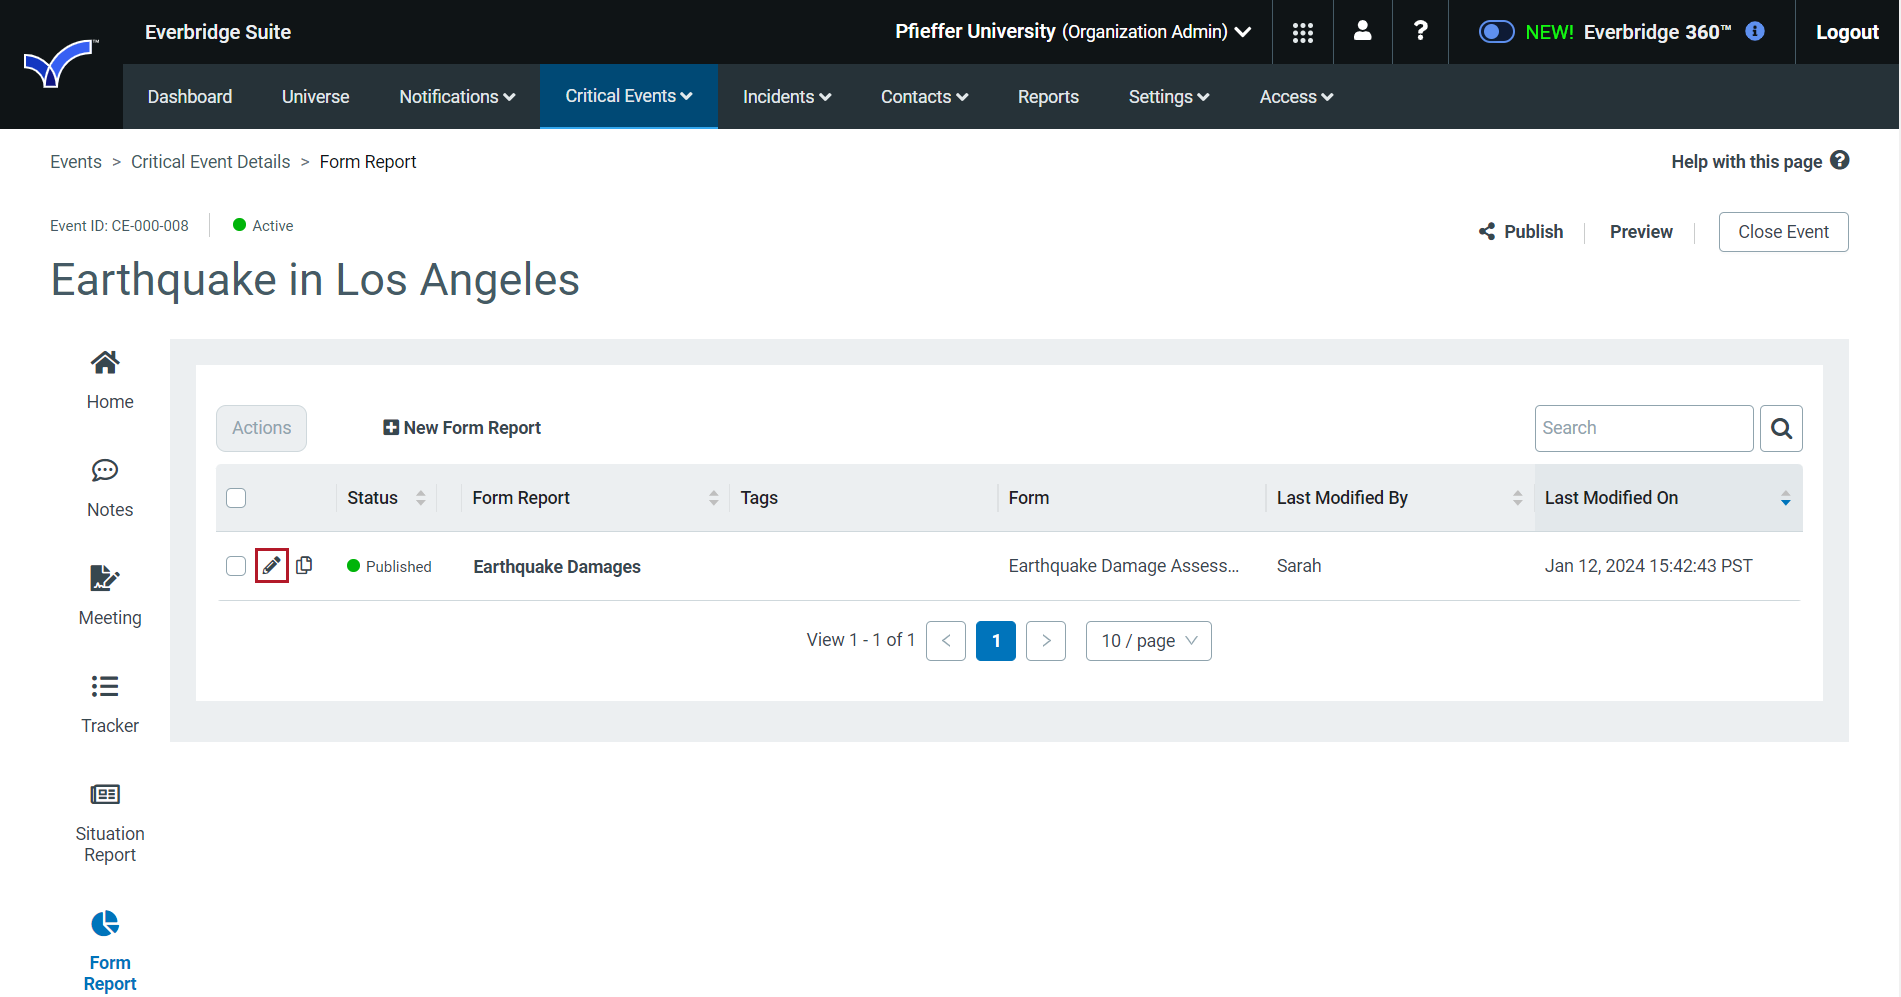 Everbridge Suite
Pfieffer University (Organization Admin)
?
NEW! Everbridge 360™ i
Logout
TM
Dashboard Universe Notifications Critical Events Incidents Contacts Reports Settings Access
Events > Critical Event Details > Form Report
Help with this page ?
Event ID: CE-000-008 Active
Publish Preview Close Event
Earthquake in Los Angeles
Home
Notes
Meeting
Tracker
Situation
Report
Form
Report
Actions New Form Report Search
Status Form Report Tags Form Last Modified By Last Modified On
Published Earthquake Damages Earthquake Damage Assess... Sarah Jan 12, 2024 15:42:43 PST
View 1 - 1 of 1 < 1 > 10 / page